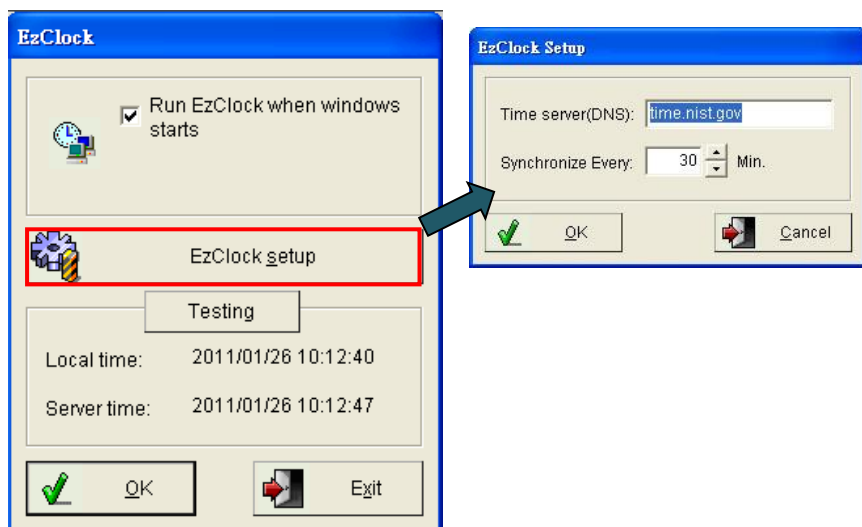 EzClock
Run EzClock when windows
starts
EzClock setup
Testing
Local time: 2011/01/26 10:12:40
Server time: 2011/01/26 10:12:47
OK Exit
EzClock Setup
Time server(DNS): time.nist.gov
Synchronize Every: 30 Min.
OK Cancel